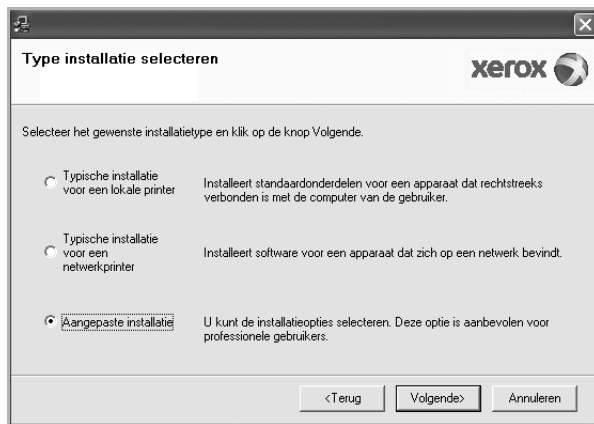 Type installatie selecteren
xerox
Selecteer het gewenste installatietype en klik op de knop Volgende.
Typische installatie
voor een lokale printer
Installeert standaardonderdelen voor een apparaat dat rechtstreeks
verbonden is met de computer van de gebruiker.
Typische installatie
voor een
netwerkprinter
Installeert software voor een apparaat dat zich op een netwerk bevindt.
Aangepaste installatie
U kunt de installatieopties selecteren. Deze optie is aanbevolen voor
professionele gebruikers.
<Terug
Volgende>
Annuleren